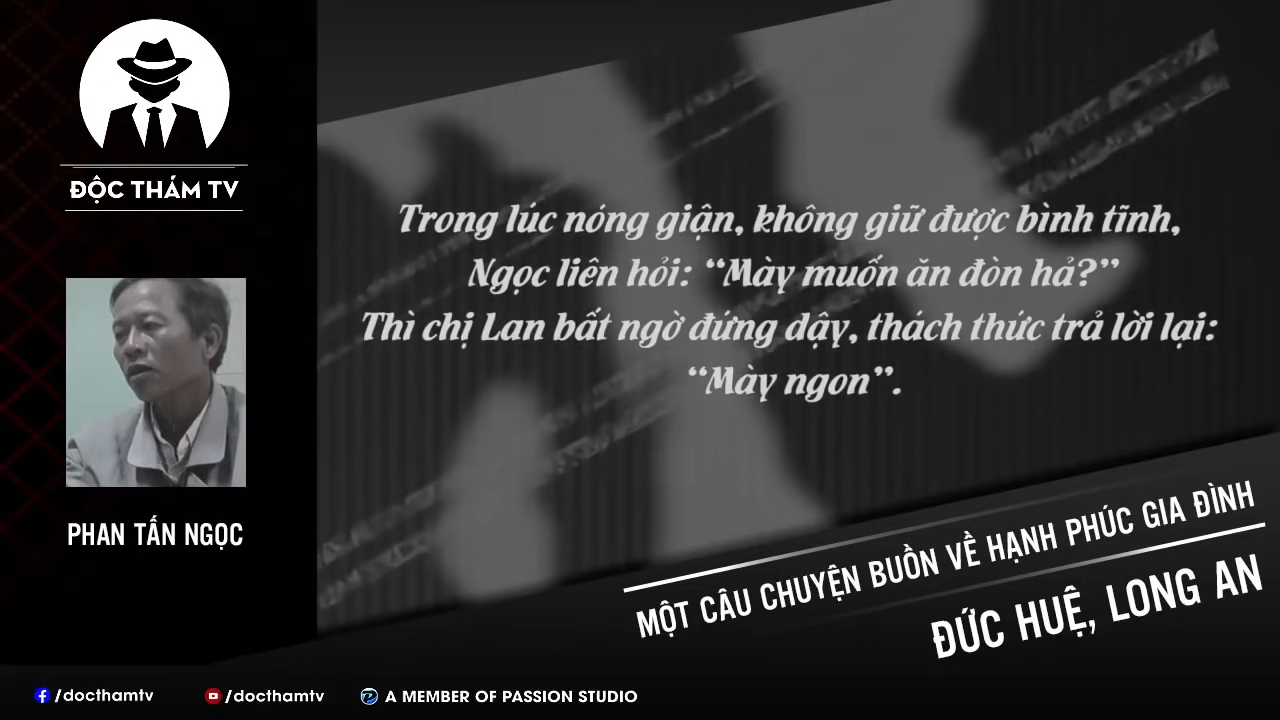 ĐỘC THÁM TV
PHAN TẤN NGỌC
Trong lúc nóng giận, không giữ được bình tĩnh,
Ngọc liên hỏi: “Mày muốn ăn đòn hả?”
Thì chị Lan bất ngờ đứng dậy, thách thức trả lời lại:
“Mày ngon”.
MỘT CÂU CHUYỆN BUỒN VỀ HẠNH PHÚC GIA ĐÌNH
ĐỨC HUỆ, LONG AN
/docthamtv
/docthamtv
A MEMBER OF PASSION STUDIO